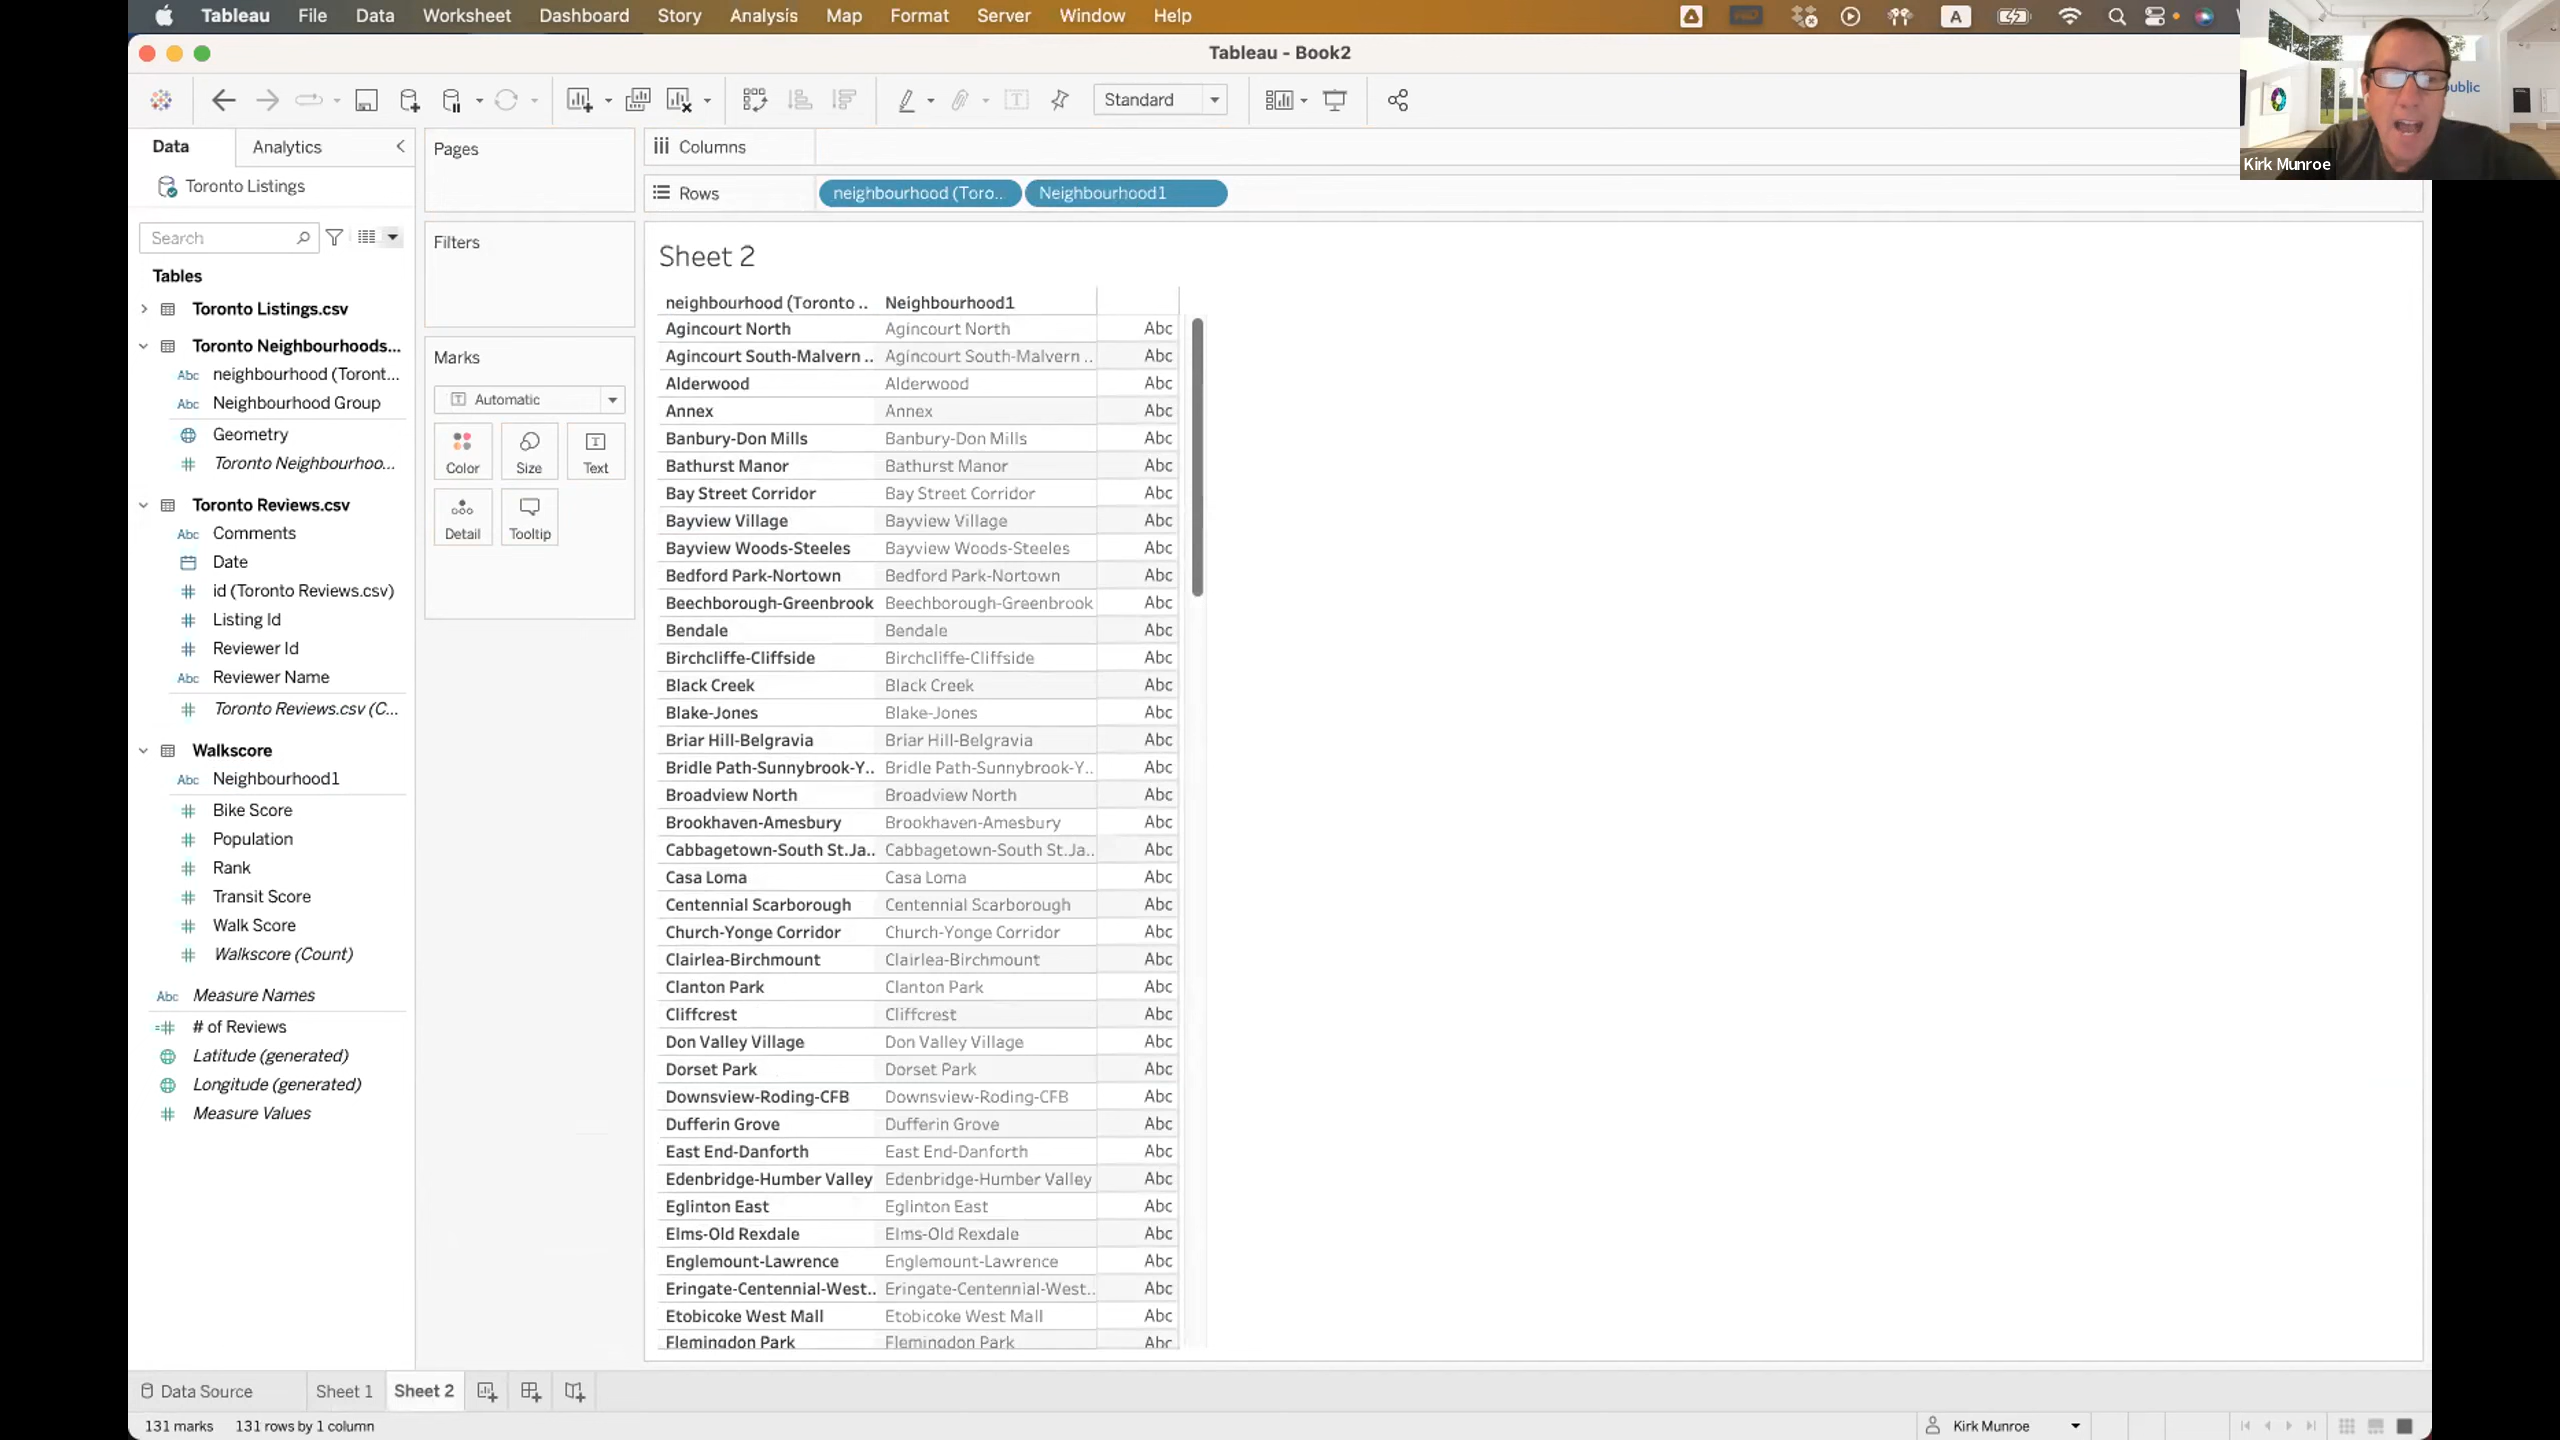 Tableau File Data Worksheet Dashboard Story Analysis Map Format Server Window Help
A
Tableau - Book2
public
Kirk Munroe
Standard
Data
Analytics
Toronto Listings
Search
Tables
Toronto Listings.csv
Toronto Neighbourhoods...
Abc neighbourhood (Toront...
Abc Neighbourhood Group
Geometry
# Toronto Neighbourhoo...
Toronto Reviews.csv
Abc Comments
Date
# id (Toronto Reviews.csv)
# Listing Id
# Reviewer Id
Abc Reviewer Name
# Toronto Reviews.csv (C...
Walkscore
Abc Neighbourhood1
# Bike Score
# Population
# Rank
# Transit Score
# Walk Score
# Walkscore (Count)
Abc Measure Names
=# # of Reviews
Latitude (generated)
Longitude (generated)
# Measure Values
Pages
Filters
Marks
T Automatic
Color
Size
T Text
Detail
Tooltip
Columns
Rows neighbourhood (Toro.. Neighbourhood1
Sheet 2
neighbourhood (Toronto .. Neighbourhood1
Agincourt North Agincourt North Abc
Agincourt South-Malvern .. Agincourt South-Malvern .. Abc
Alderwood Alderwood Abc
Annex Annex Abc
Banbury-Don Mills Banbury-Don Mills Abc
Bathurst Manor Bathurst Manor Abc
Bay Street Corridor Bay Street Corridor Abc
Bayview Village Bayview Village Abc
Bayview Woods-Steeles Bayview Woods-Steeles Abc
Bedford Park-Nortown Bedford Park-Nortown Abc
Beechborough-Greenbrook Beechborough-Greenbrook Abc
Bendale Bendale Abc
Birchcliffe-Cliffside Birchcliffe-Cliffside Abc
Black Creek Black Creek Abc
Blake-Jones Blake-Jones Abc
Briar Hill-Belgravia Briar Hill-Belgravia Abc
Bridle Path-Sunnybrook-Y.. Bridle Path-Sunnybrook-Y.. Abc
Broadview North Broadview North Abc
Brookhaven-Amesbury Brookhaven-Amesbury Abc
Cabbagetown-South St.Ja.. Cabbagetown-South St.Ja.. Abc
Casa Loma Casa Loma Abc
Centennial Scarborough Centennial Scarborough Abc
Church-Yonge Corridor Church-Yonge Corridor Abc
Clairlea-Birchmount Clairlea-Birchmount Abc
Clanton Park Clanton Park Abc
Cliffcrest Cliffcrest Abc
Don Valley Village Don Valley Village Abc
Dorset Park Dorset Park Abc
Downsview-Roding-CFB Downsview-Roding-CFB Abc
Dufferin Grove Dufferin Grove Abc
East End-Danforth East End-Danforth Abc
Edenbridge-Humber Valley Edenbridge-Humber Valley Abc
Eglinton East Eglinton East Abc
Elms-Old Rexdale Elms-Old Rexdale Abc
Englemount-Lawrence Englemount-Lawrence Abc
Eringate-Centennial-West.. Eringate-Centennial-West.. Abc
Etobicoke West Mall Etobicoke West Mall Abc
Flemingdon Park Flemingdon Park Abc
Data Source Sheet 1 Sheet 2
131 marks 131 rows by 1 column
Kirk Munroe